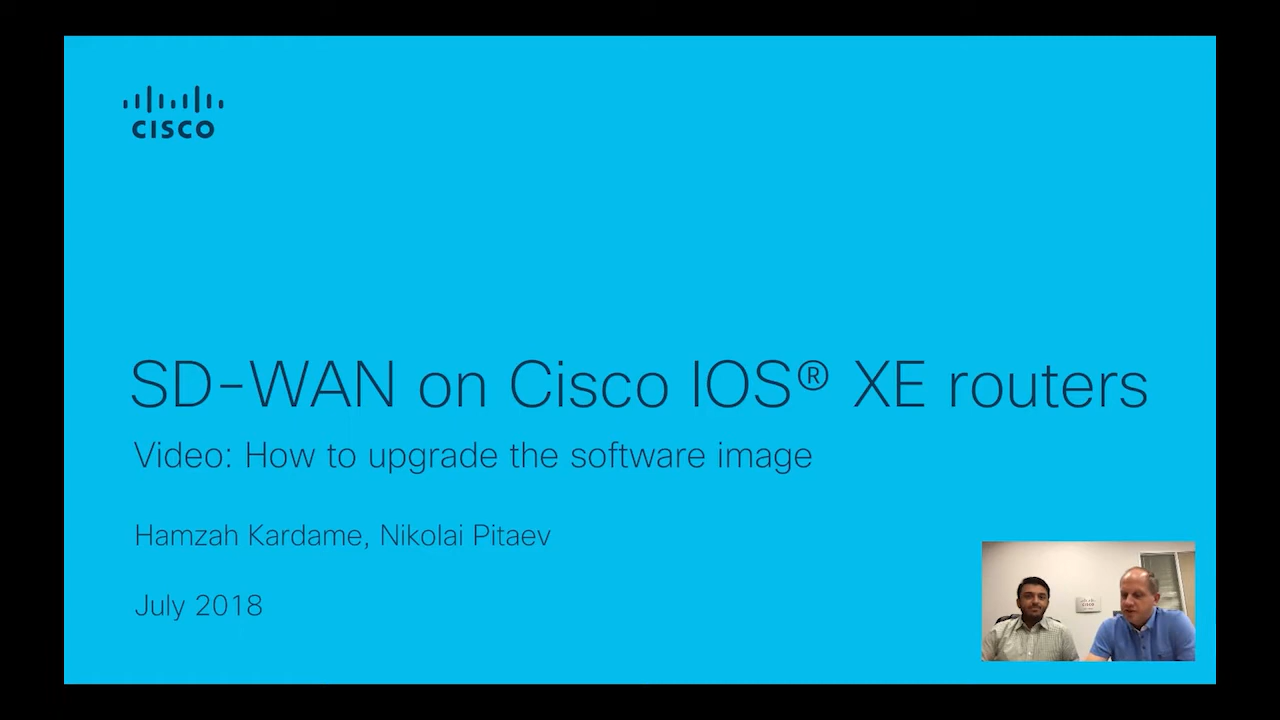 CISCO
SD-WAN on Cisco IOS® XE routers
Video: How to upgrade the software image
Hamzah Kardame, Nikolai Pitaev
July 2018
CISCO